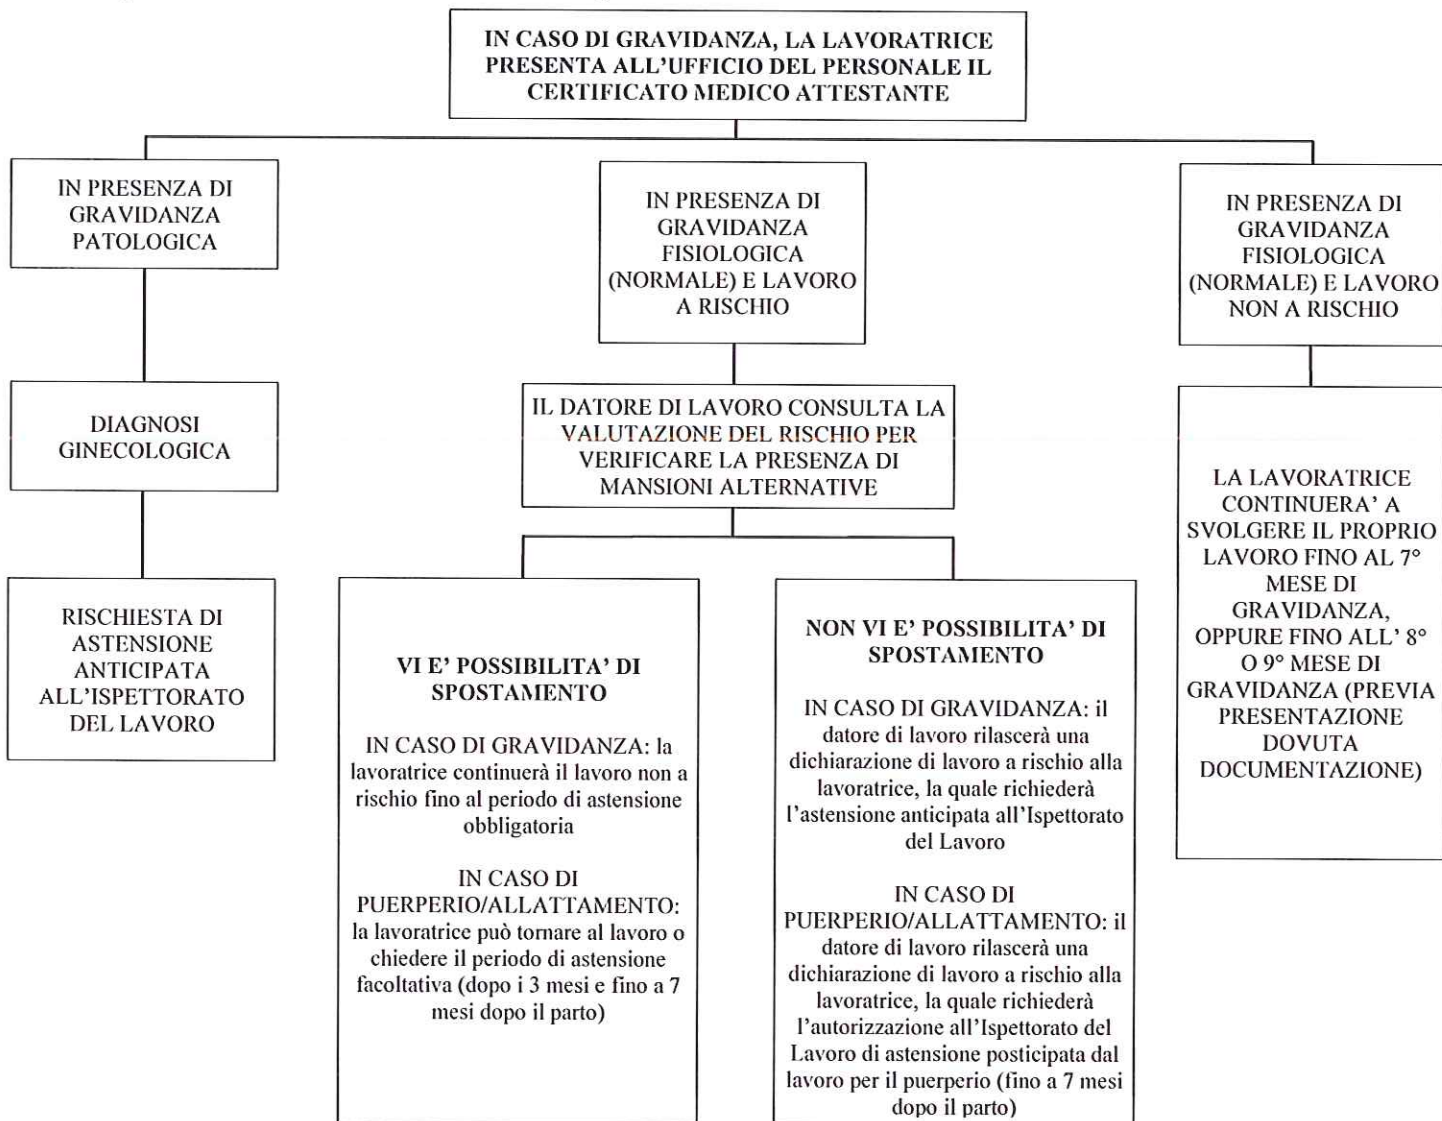 IN CASO DI GRAVIDANZA, LA LAVORATRICE
PRESENTA ALL'UFFICIO DEL PERSONALE IL
CERTIFICATO MEDICO ATTESTANTE
IN PRESENZA DI
GRAVIDANZA
PATOLOGICA
IN PRESENZA DI
GRAVIDANZA
FISIOLOGICA
(NORMALE) E LAVORO
A RISCHIO
IN PRESENZA DI
GRAVIDANZA
FISIOLOGICA
(NORMALE) E LAVORO
NON A RISCHIO
DIAGNOSI
GINECOLOGICA
IL DATORE DI LAVORO CONSULTA LA
VALUTAZIONE DEL RISCHIO PER
VERIFICARE LA PRESENZA DI
MANSIONI ALTERNATIVE
LA LAVORATRICE
CONTINUERA' A
SVOLGERE IL PROPRIO
LAVORO FINO AL 7°
MESE DI
GRAVIDANZA,
OPPURE FINO ALL' 8°
O 9° MESE DI
GRAVIDANZA (PREVIA
PRESENTAZIONE
DOVUTA
DOCUMENTAZIONE)
RISCHIESTA DI
ASTENSIONE
ANTICIPATA
ALL'ISPETTORATO
DEL LAVORO
VI E' POSSIBILITA' DI
SPOSTAMENTO
IN CASO DI GRAVIDANZA: la
lavoratrice continuerà il lavoro non a
rischio fino al periodo di astensione
obbligatoria
IN CASO DI
PUERPERIO/ALLATTAMENTO:
la lavoratrice può tornare al lavoro o
chiedere il periodo di astensione
facoltativa (dopo i 3 mesi e fino a 7
mesi dopo il parto)
NON VI E' POSSIBILITA' DI
SPOSTAMENTO
IN CASO DI GRAVIDANZA: il
datore di lavoro rilascerà una
dichiarazione di lavoro a rischio alla
lavoratrice, la quale richiederà
l'astensione anticipata all'Ispettorato
del Lavoro
IN CASO DI
PUERPERIO/ALLATTAMENTO: il
datore di lavoro rilascerà una
dichiarazione di lavoro a rischio alla
lavoratrice, la quale richiederà
l'autorizzazione all'Ispettorato del
Lavoro di astensione posticipata dal
lavoro per il puerperio (fino a 7 mesi
dopo il parto)